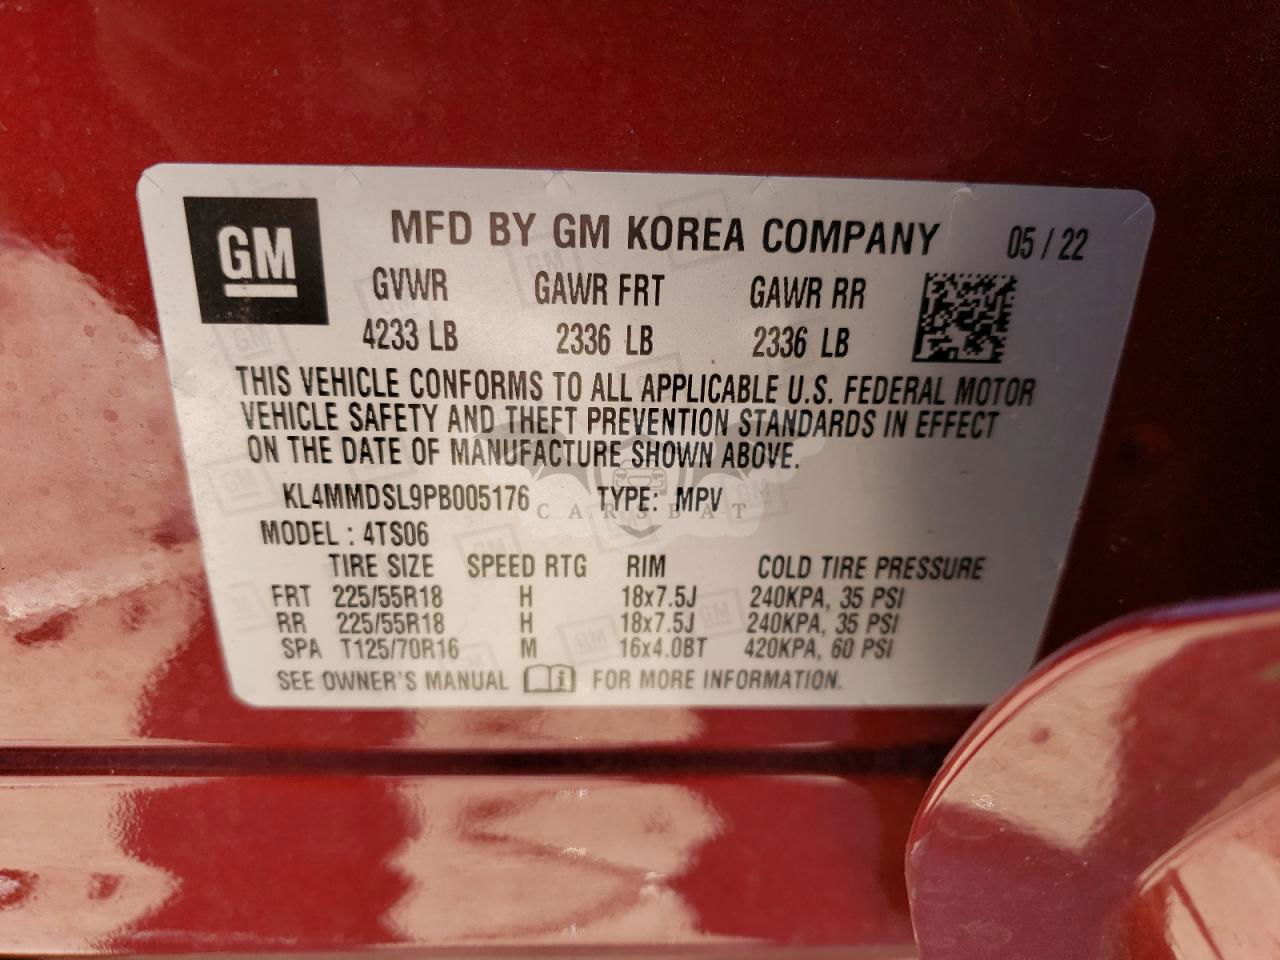 GM
MFD BY GM KOREA COMPANY 05 / 22
GVWR GAWR FRT GAWR RR
4233 LB 2336 LB 2336 LB
THIS VEHICLE CONFORMS TO ALL APPLICABLE U.S. FEDERAL MOTOR
VEHICLE SAFETY AND THEFT PREVENTION STANDARDS IN EFFECT
ON THE DATE OF MANUFACTURE SHOWN ABOVE.
KL4MMDSL9PB005176 TYPE: MPV
CARSBAT
MODEL : 4TS06
TIRE SIZE SPEED RTG RIM COLD TIRE PRESSURE
FRT 225/55R18 H 18x7.5J 240KPA, 35 PSI
RR 225/55R18 H 18x7.5J 240KPA, 35 PSI
SPA T125/70R16 M 16x4.0BT 420KPA, 60 PSI
SEE OWNER'S MANUAL i FOR MORE INFORMATION.